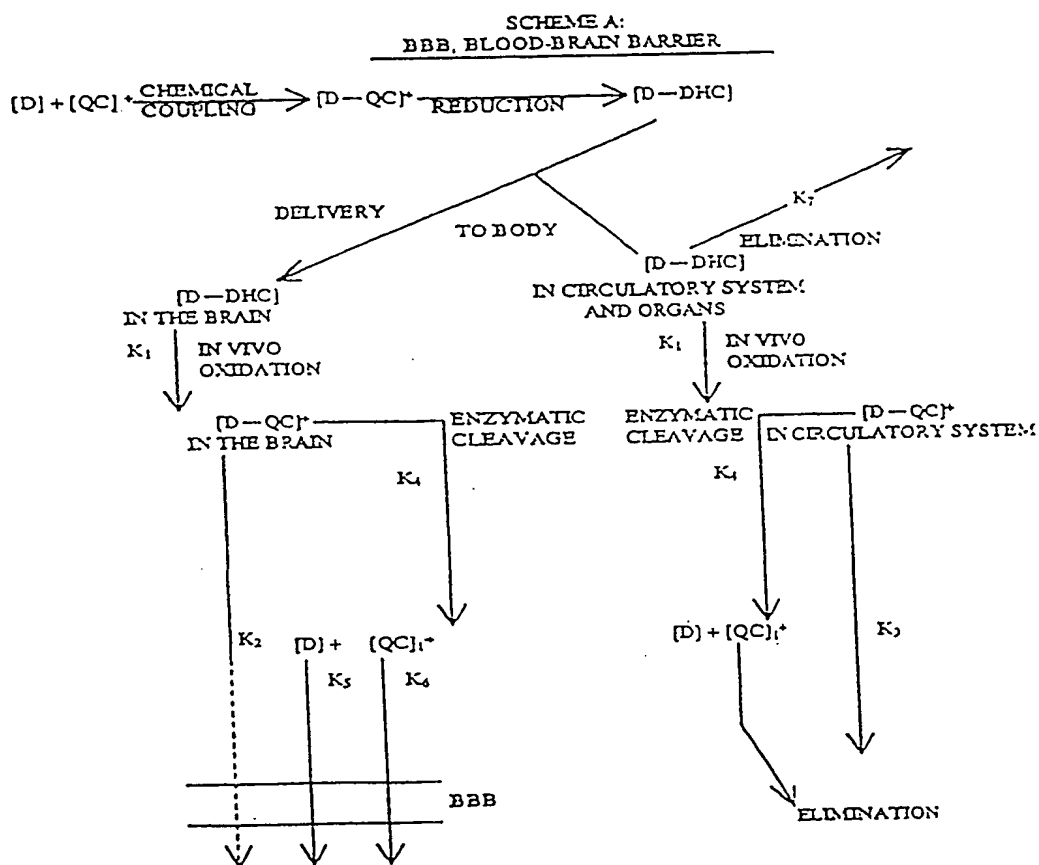 SCHEME A:
BBB, BLOOD-BRAIN BARRIER
[D] + [QC]⁺ CHEMICAL COUPLING [D—QC]⁺ REDUCTION [D—DHC]
DELIVERY
TO BODY
K₇
ELIMINATION
[D—DHC]
IN THE BRAIN
[D—DHC]
IN CIRCULATORY SYSTEM
AND ORGANS
K₁
IN VIVO
OXIDATION
K₁
IN VIVO
OXIDATION
[D—QC]⁺
IN THE BRAIN
ENZYMATIC
CLEAVAGE
ENZYMATIC
CLEAVAGE
[D—QC]⁺
IN CIRCULATORY SYSTEM
K₄
K₄
K₂
[D] + [QC]₁⁺
K₅
K₆
[D] + [QC]₁⁺
K₃
BBB
ELIMINATION